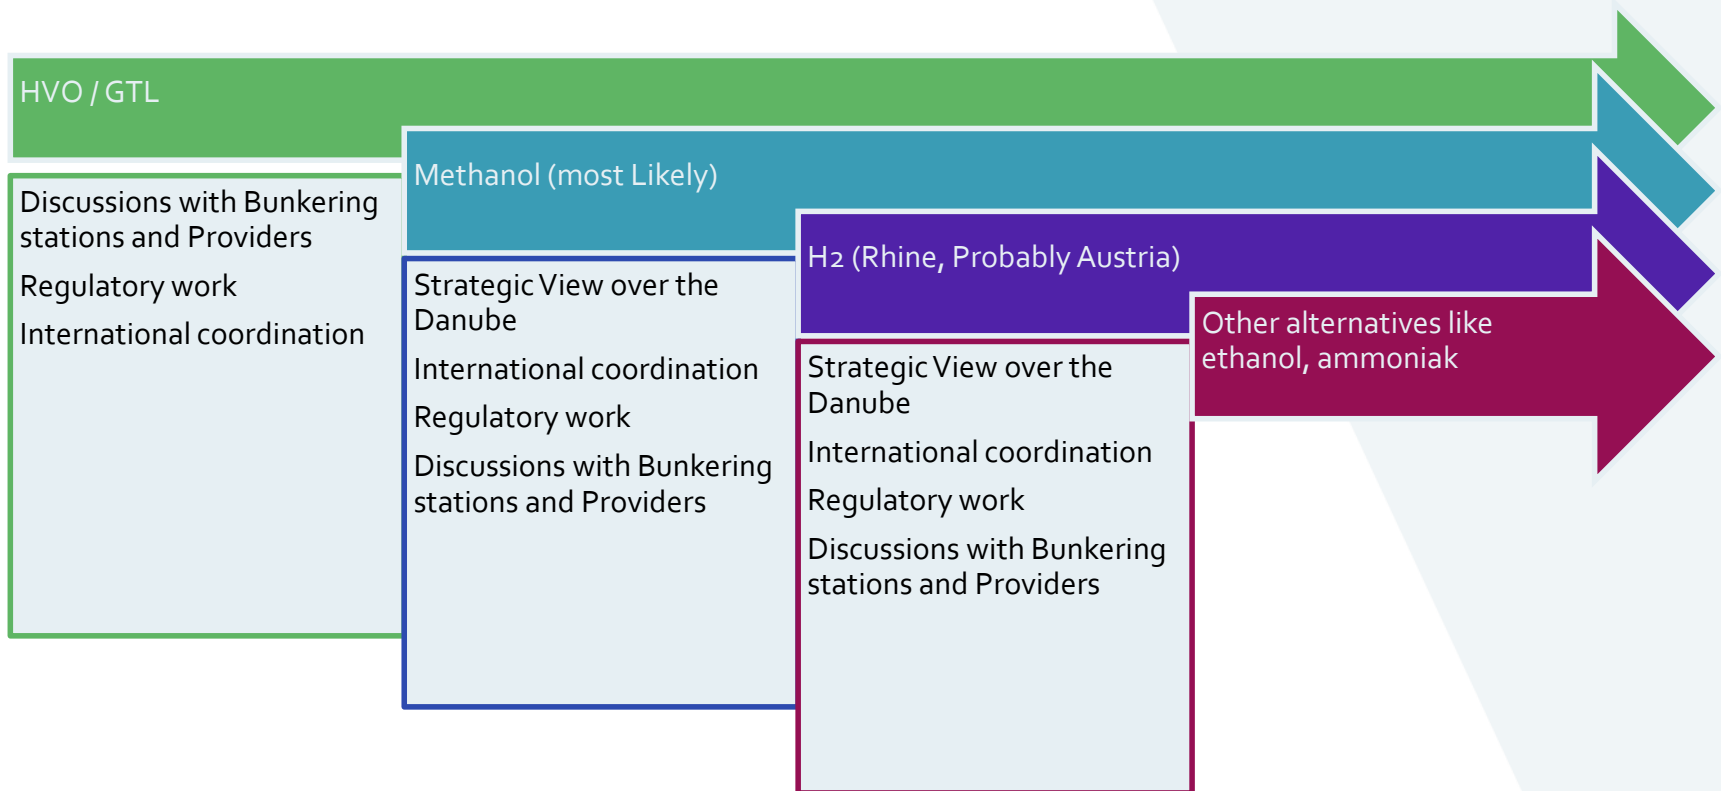 HVO / GTL
Discussions with Bunkering
stations and Providers
Regulatory work
International coordination
Methanol (most Likely)
Strategic View over the
Danube
International coordination
Regulatory work
Discussions with Bunkering
stations and Providers
H2 (Rhine, Probably Austria)
Strategic View over the
Danube
International coordination
Regulatory work
Discussions with Bunkering
stations and Providers
Other alternatives like
ethanol, ammoniak